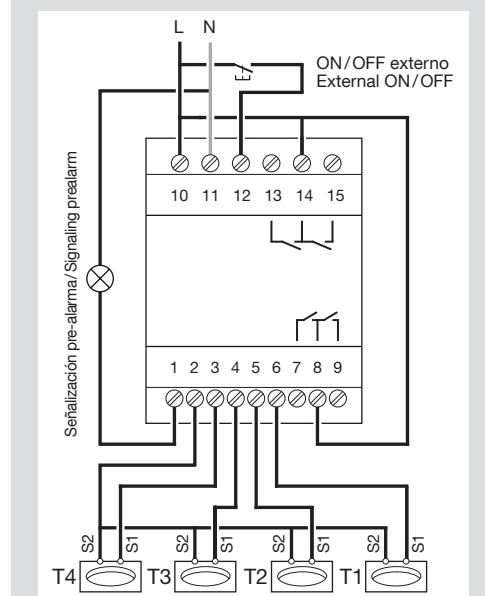 L N
ON/OFF externo
External ON/OFF
10 11 12 13 14 15
Señalización pre-alarma/Signaling prealarm
1 2 3 4 5 6 7 8 9
S2 S1 S2 S1 S2 S1 S2 S1
T4 T3 T2 T1